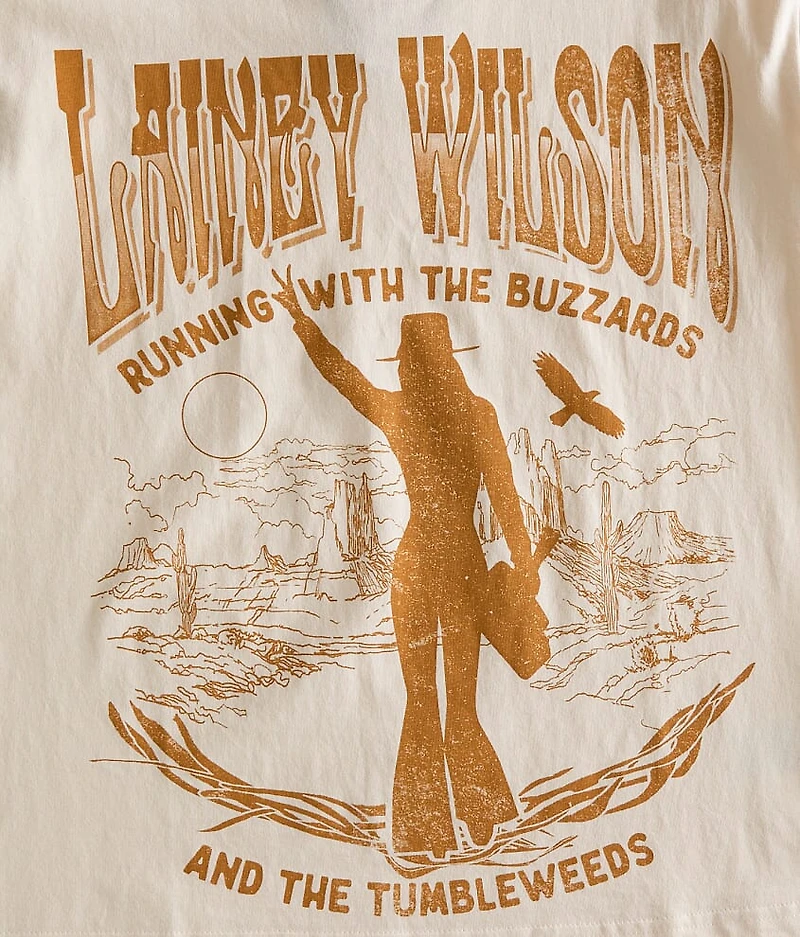 LAINEY WILSON
RUNNING WITH THE BUZZARDS
AND THE TUMBLEWEEDS